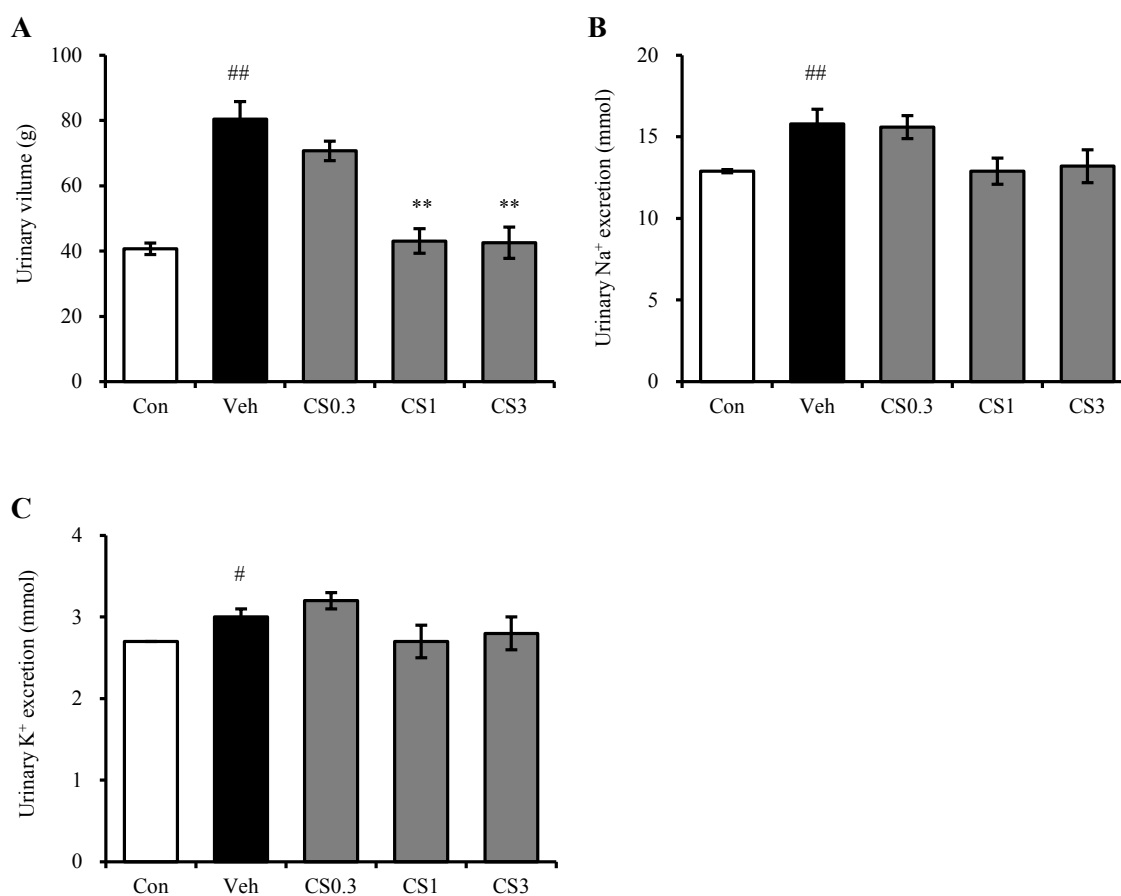 A
Urinary vilume (g)
100
80
60
40
20
0
##
**
**
Con Veh CS0.3 CS1 CS3
B
Urinary Na⁺ excretion (mmol)
20
15
10
5
0
##
Con Veh CS0.3 CS1 CS3
C
Urinary K⁺ excretion (mmol)
4
3
2
1
0
#
Con Veh CS0.3 CS1 CS3